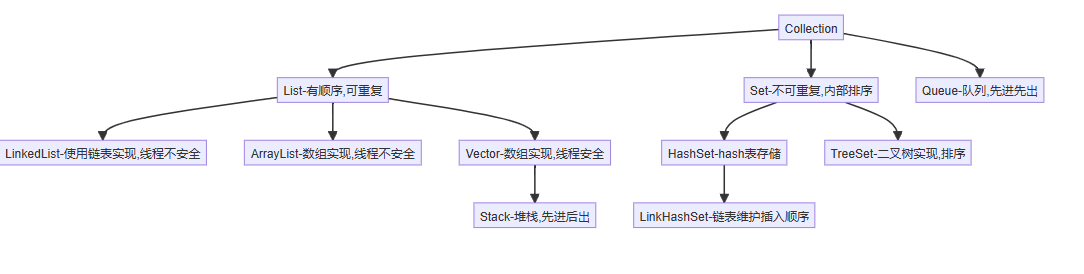 Collection
List-有顺序,可重复
Set-不可重复,内部排序
Queue-队列,先进先出
LinkedList-使用链表实现,线程不安全
ArrayList-数组实现,线程不安全
Vector-数组实现,线程安全
HashSet-hash表存储
TreeSet-二叉树实现,排序
Stack-堆栈,先进后出
LinkHashSet-链表维护插入顺序